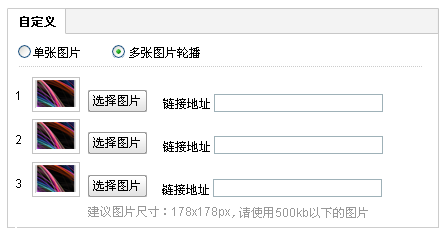 自定义
单张图片 多张图片轮播
1 选择图片 链接地址
2 选择图片 链接地址
3 选择图片 链接地址
建议图片尺寸：178x178px, 请使用500kb以下的图片